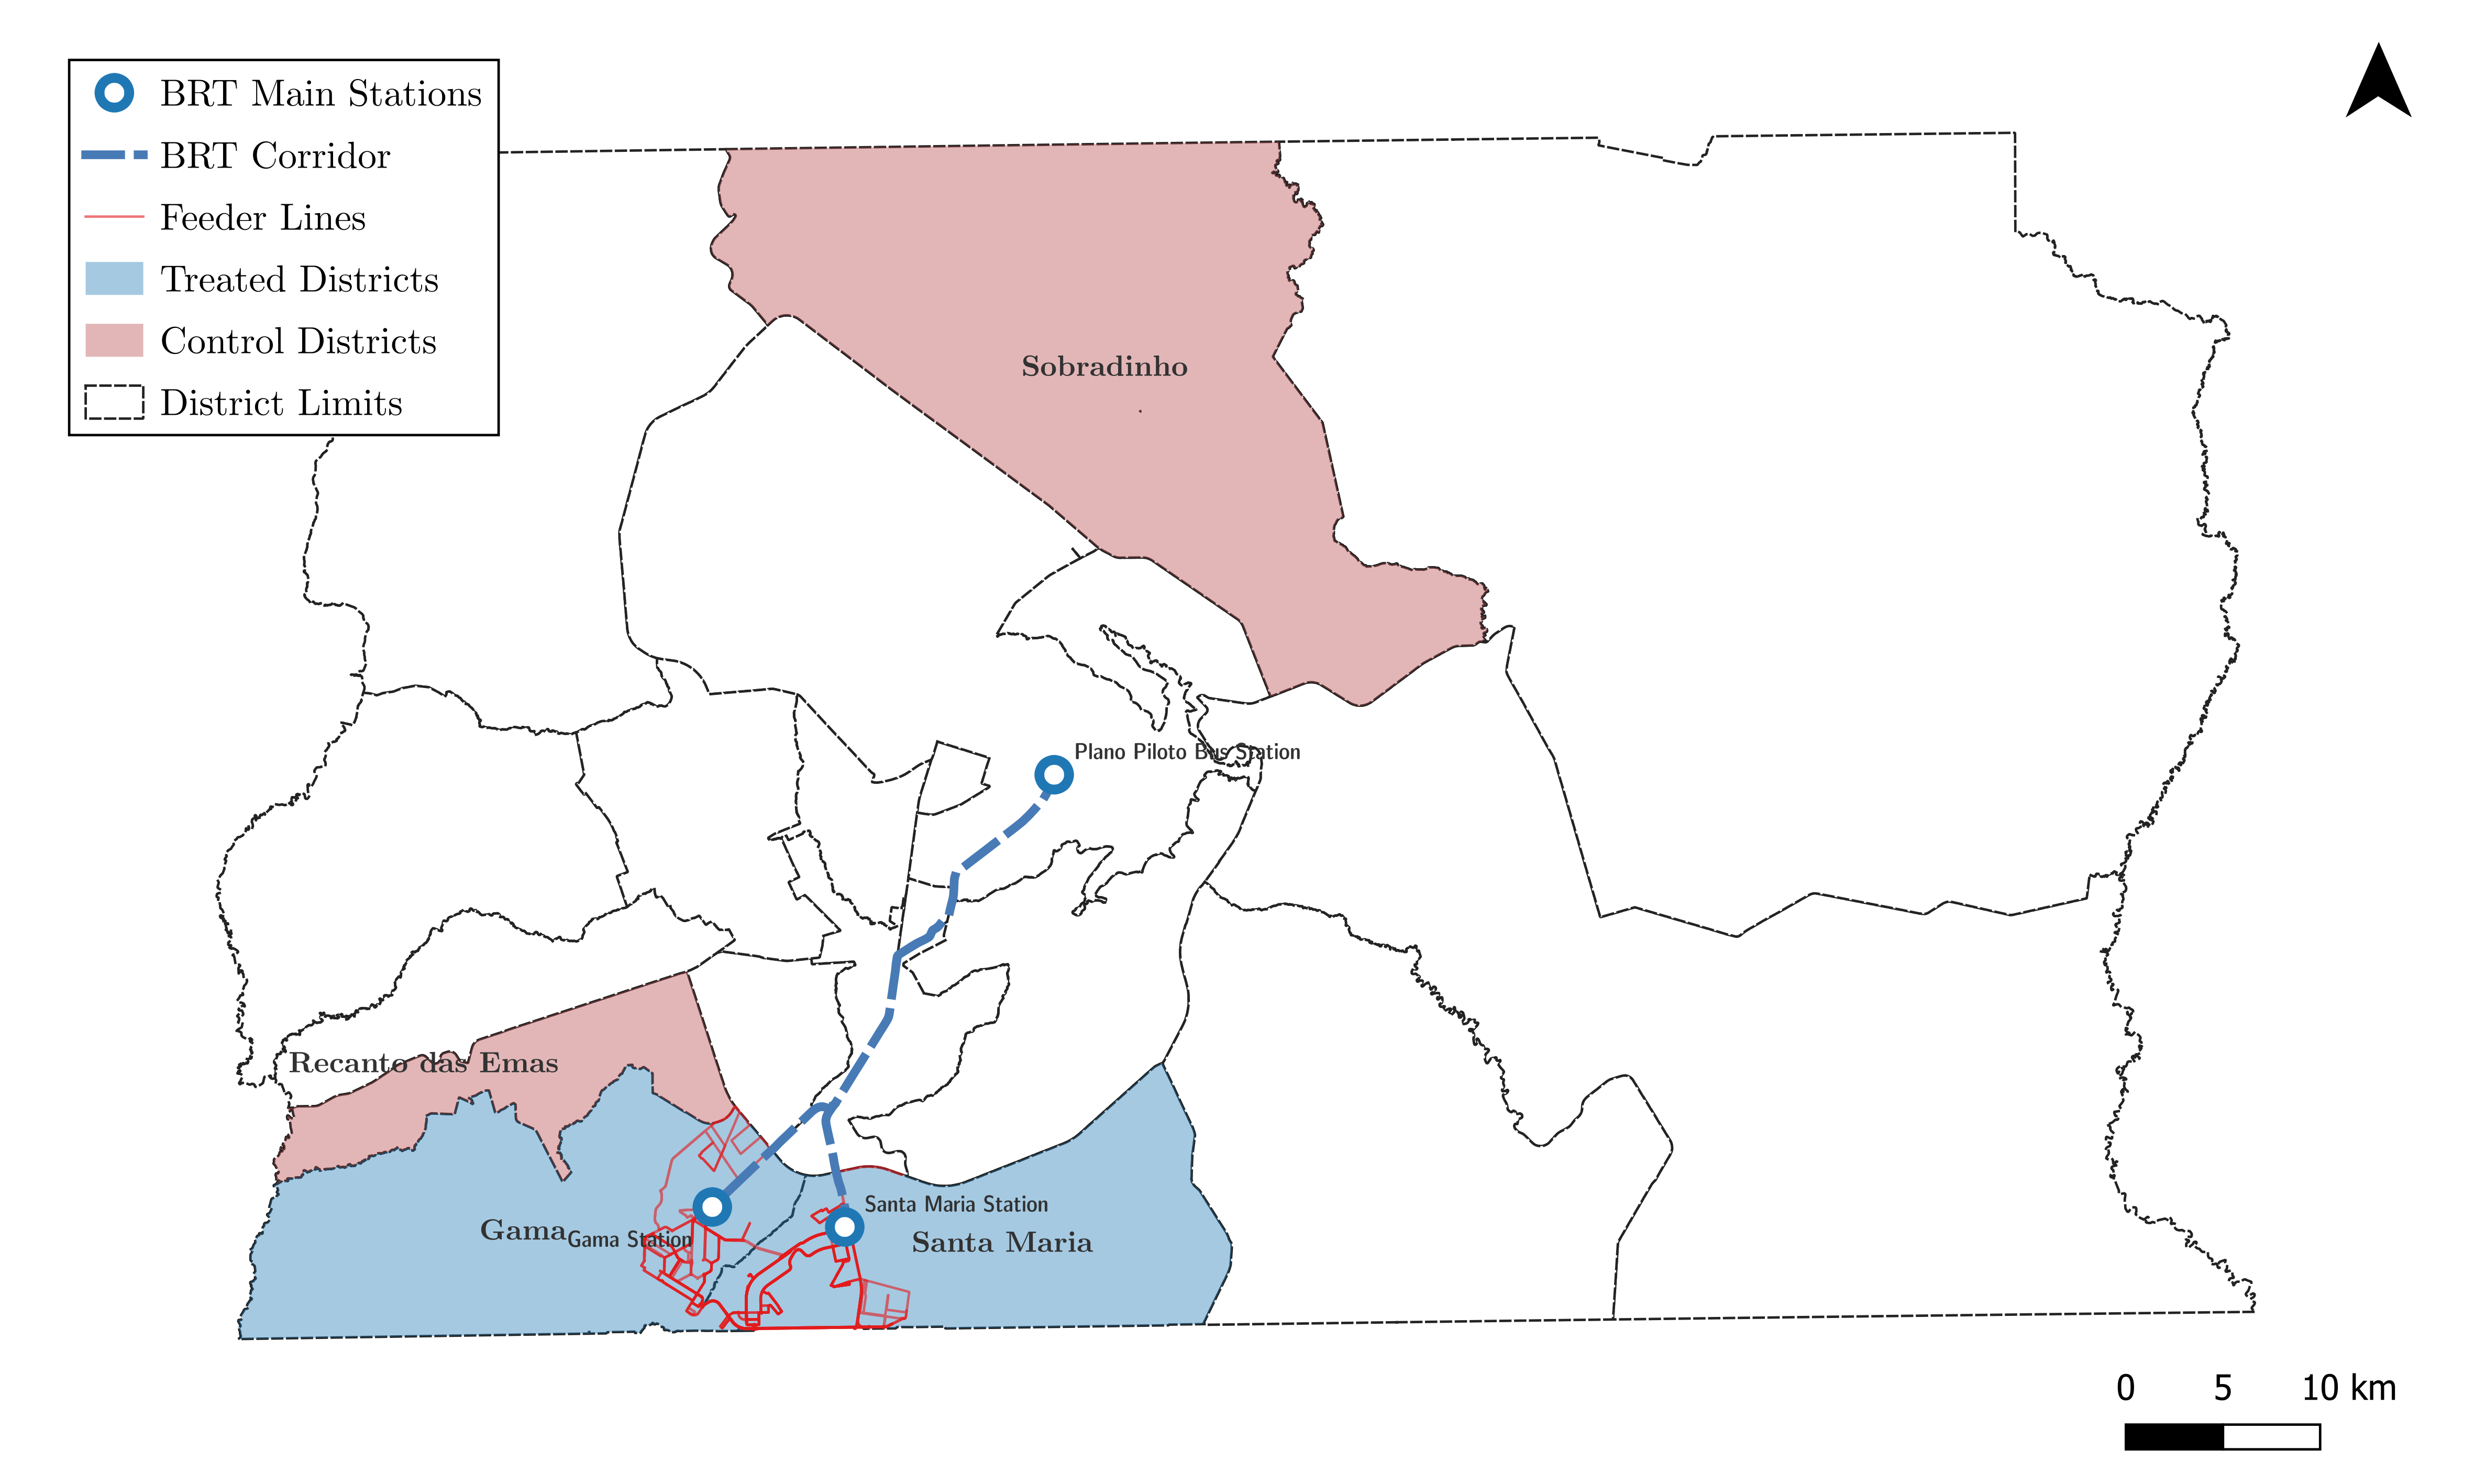 BRT Main Stations
BRT Corridor
Feeder Lines
Treated Districts
Control Districts
District Limits
Sobradinho
Plano Piloto Bus Station
Recanto das Emas
Santa Maria Station
Gama
Gama Station
Santa Maria
0 5 10 km